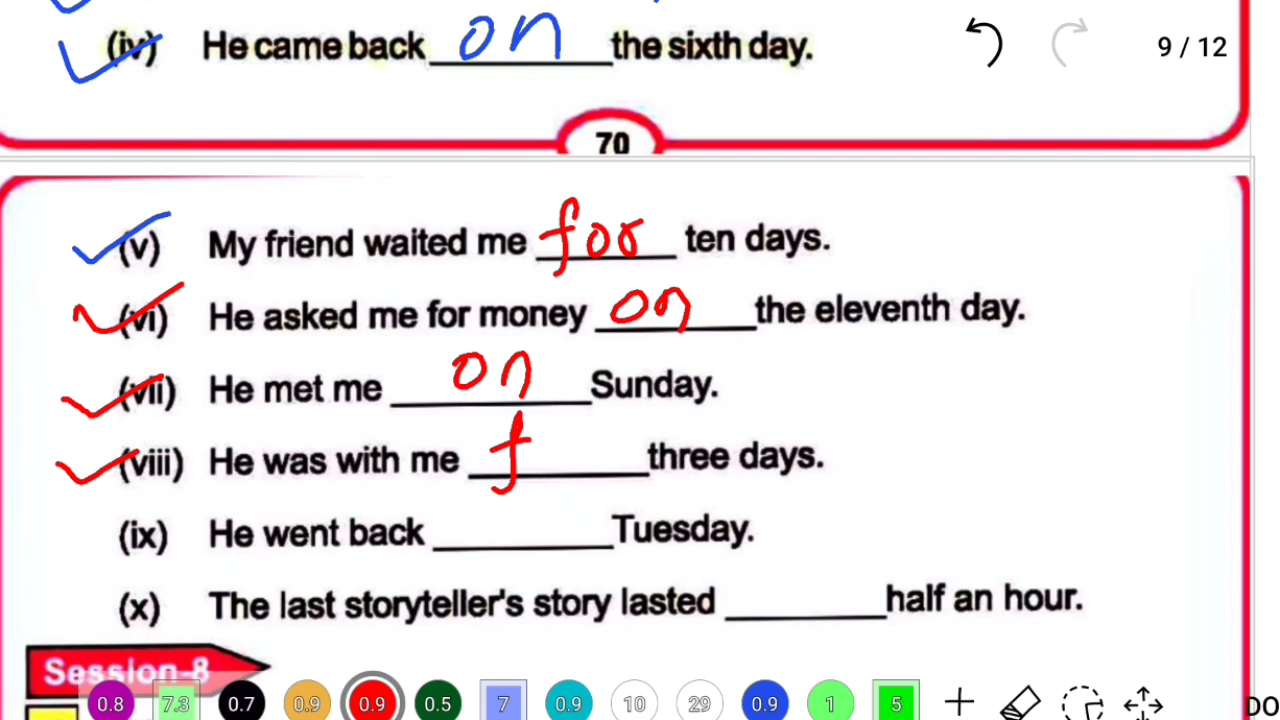 (iv) He came back on the sixth day.
9 / 12
70
(v) My friend waited me for ten days.
(vi) He asked me for money on the eleventh day.
(vii) He met me on Sunday.
(viii) He was with me f three days.
(ix) He went back ________ Tuesday.
(x) The last storyteller's story lasted ________ half an hour.
Session-8
0.8 7.3 0.7 0.9 0.9 0.5 7 0.9 10 29 0.9 1 5 DO